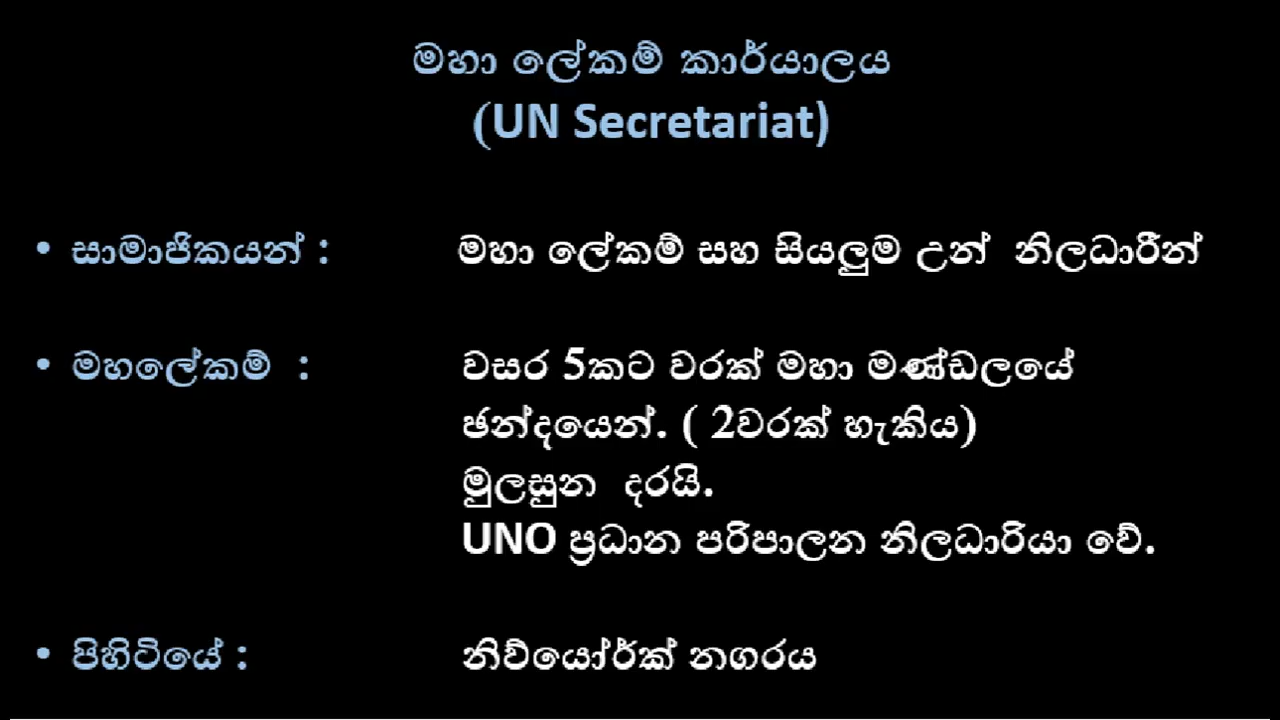 මහා ලේකම් කාර්යාලය
(UN Secretariat)
• සාමාජිකයන් : මහා ලේකම් සහ සියලුම උන් නිලධාරීන්
• මහලේකම් : වසර 5කට වරක් මහා මණ්ඩලයේ
ඡන්දයෙන්. ( 2වරක් හැකිය)
මුලසුන දරයි.
UNO ප්‍රධාන පරිපාලන නිලධාරියා වේ.
• පිහිටියේ : නිව්යෝර්ක් නගරය